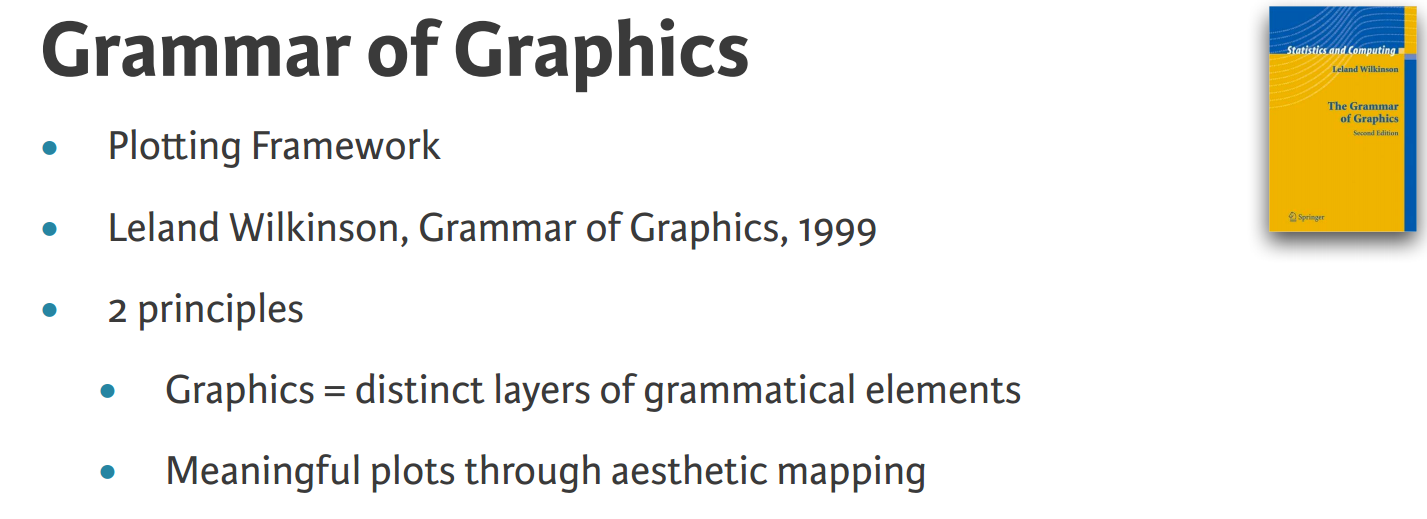 Grammar of Graphics
Plotting Framework
Leland Wilkinson, Grammar of Graphics, 1999
2 principles
Graphics = distinct layers of grammatical elements
Meaningful plots through aesthetic mapping
Statistics and Computing
Leland Wilkinson
The Grammar
of Graphics
Second Edition
Springer